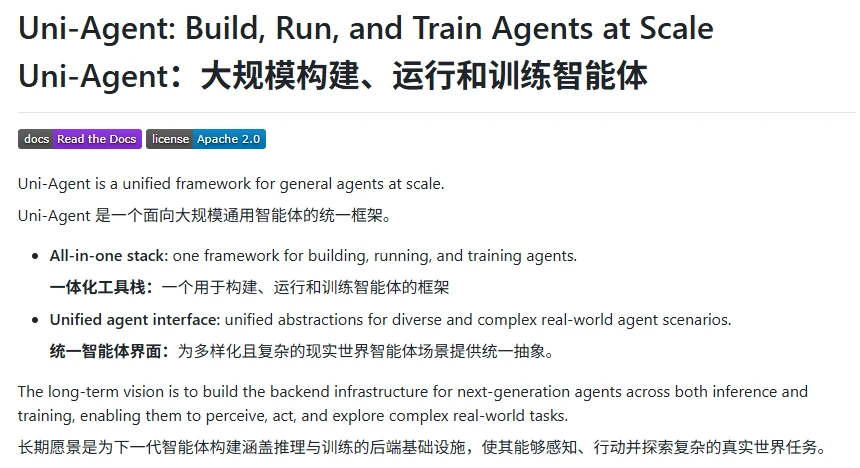 Uni-Agent: Build, Run, and Train Agents at Scale
Uni-Agent：大规模构建、运行和训练智能体
docs Read the Docs license Apache 2.0
Uni-Agent is a unified framework for general agents at scale.
Uni-Agent 是一个面向大规模通用智能体的统一框架。
All-in-one stack: one framework for building, running, and training agents.
一体化工具栈：一个用于构建、运行和训练智能体的框架
Unified agent interface: unified abstractions for diverse and complex real-world agent scenarios.
统一智能体界面：为多样化且复杂的现实世界智能体场景提供统一抽象。
The long-term vision is to build the backend infrastructure for next-generation agents across both inference and
training, enabling them to perceive, act, and explore complex real-world tasks.
长期愿景是为下一代智能体构建涵盖推理与训练的后端基础设施，使其能够感知、行动并探索复杂的真实世界任务。